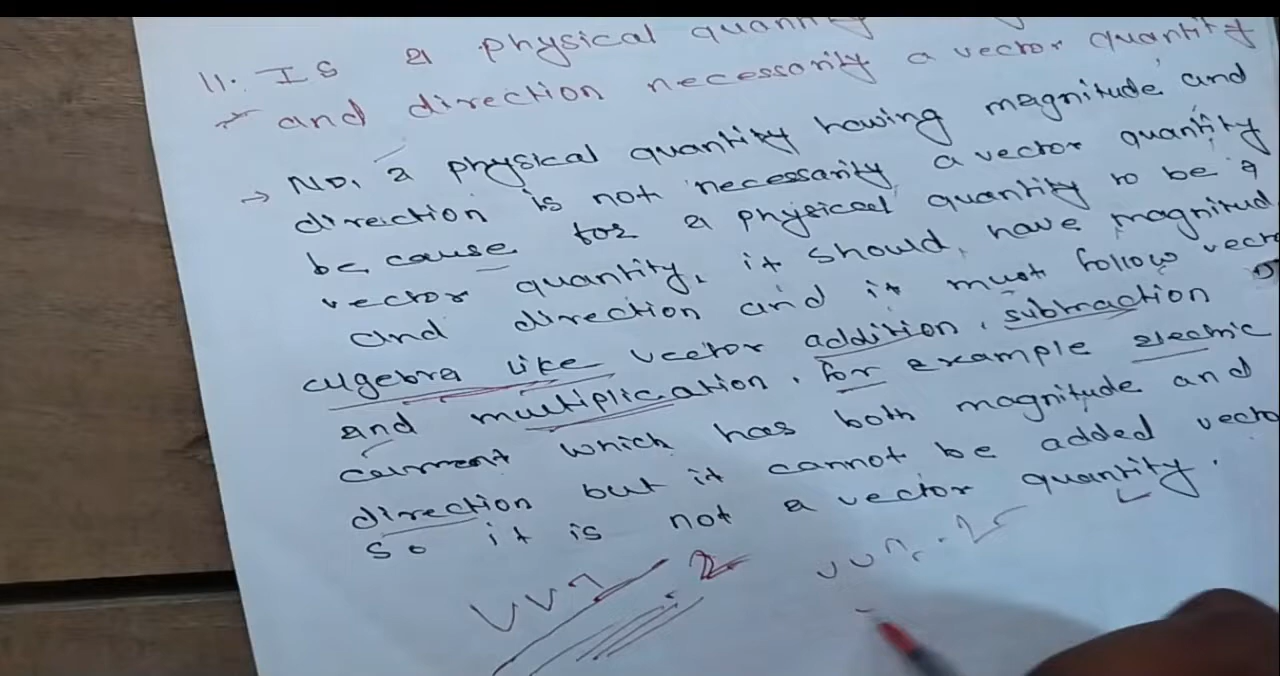 11. Is a physical quantity
and direction necessarily a vector quantity
→ No, a physical quantity having magnitude and
direction is not necessarily a vector quantity
because for a physical quantity to be a
vector quantity, it should have magnitud
and direction and it must follow vecto
algebra like vector addition, subtraction
and multiplication. for example electric
current which has both magnitude and
direction but it cannot be added vecto
so it is not a vector quantity.